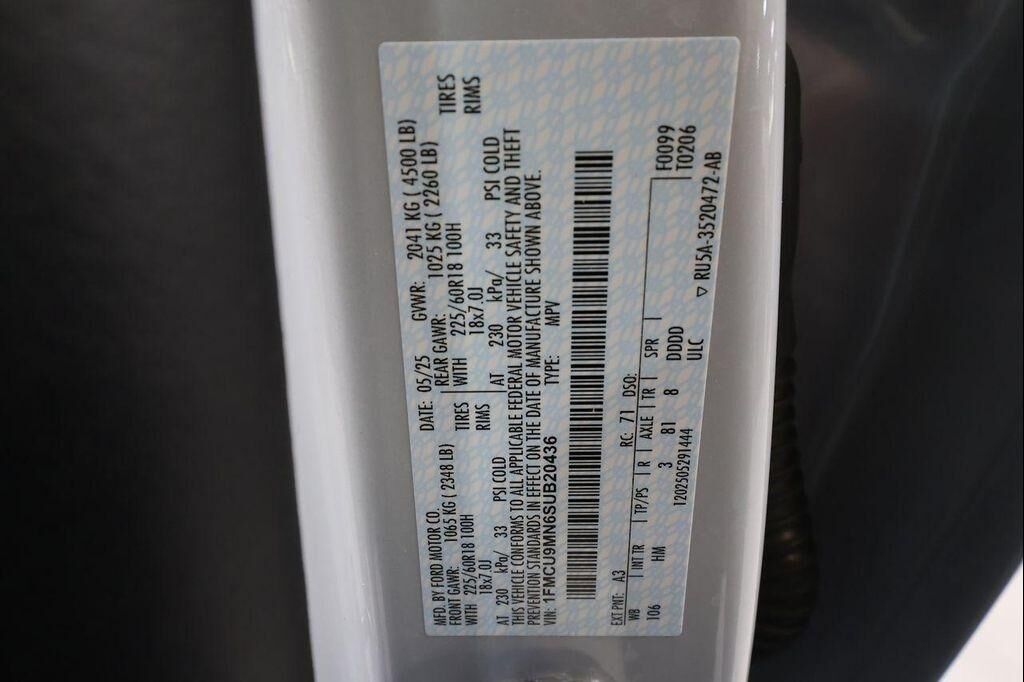 MFD. BY FORD MOTOR CO. DATE: 05/25 GVWR: 2041 KG ( 4500 LB)
FRONT GAWR: 1065 KG ( 2348 LB) REAR GAWR: 1025 KG ( 2260 LB)
WITH 225/60R18 100H TIRES WITH 225/60R18 100H TIRES
18x7.0J RIMS 18x7.0J RIMS
AT 230 kPa/ 33 PSI COLD AT 230 kPa/ 33 PSI COLD
THIS VEHICLE CONFORMS TO ALL APPLICABLE FEDERAL MOTOR VEHICLE SAFETY AND THEFT
PREVENTION STANDARDS IN EFFECT ON THE DATE OF MANUFACTURE SHOWN ABOVE.
VIN: 1FMCU9MN6SUB20436 TYPE: MPV
EXT PNT: A3 RC: 71 DSO:
WB INT TR TP/PS R AXLE TR SPR F0099
106 HM 3 81 8 DDDD T0206
ULC
1202505291444
▽ RU5A-3520472-AB